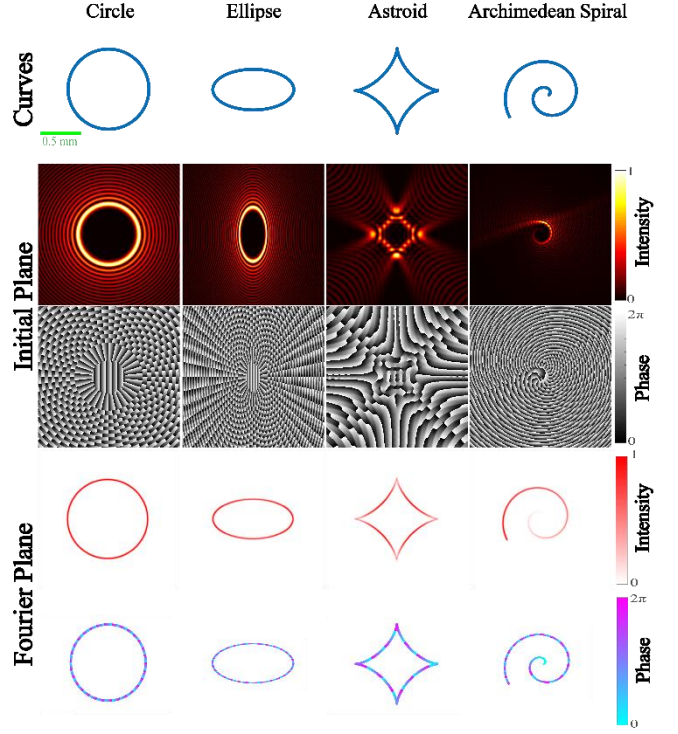 Circle
Ellipse
Astroid
Archimedean Spiral
Curves
0.5 mm
Initial Plane
1
Intensity
0
2π
Phase
0
Fourier Plane
1
Intensity
0
2π
Phase
0